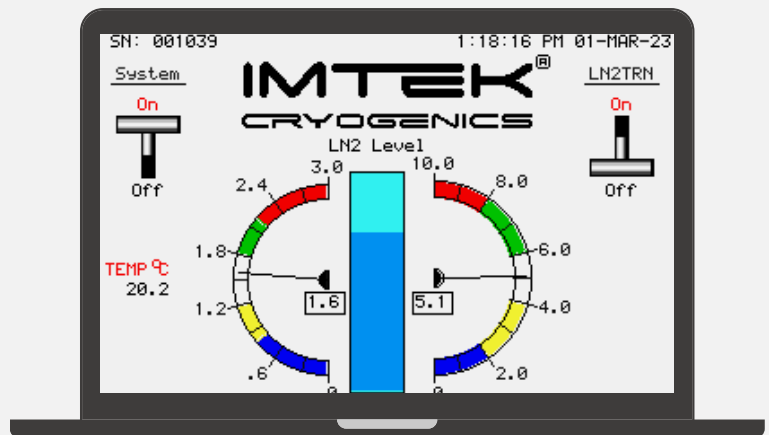 SN: 001039
1:18:16 PM 01-MAR-23
System
IMTEK®
LN2TRN
On
On
CRYOGENICS
LN2 Level
Off
Off
3.0
10.0
2.4
8.0
1.8
6.0
TEMP °C
20.2
1.6
5.1
1.2
4.0
.6
2.0
0
0